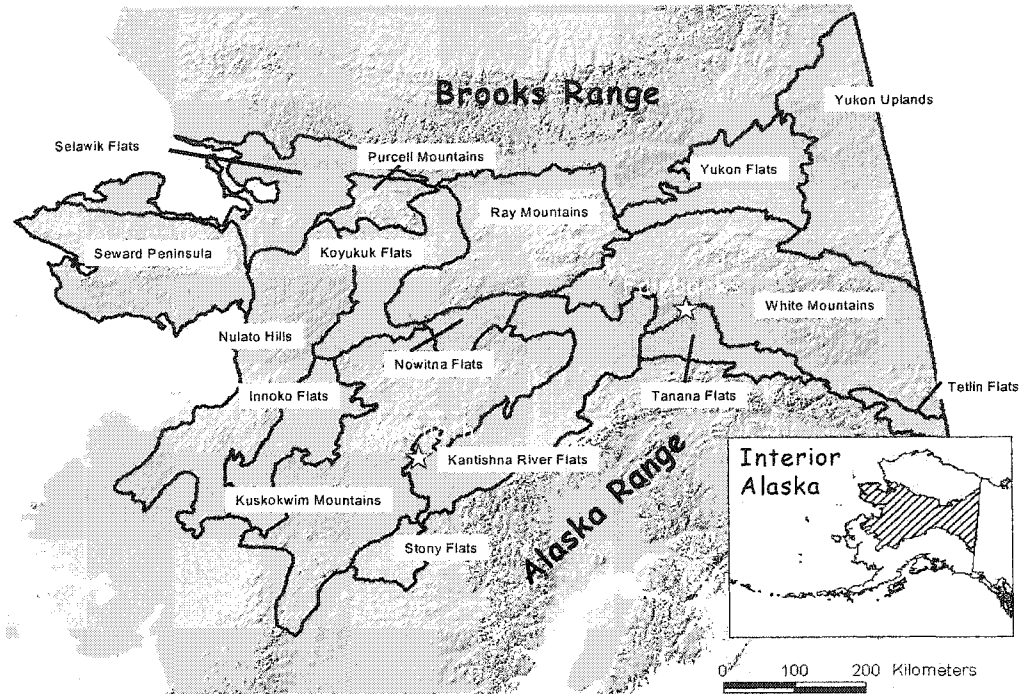 Brooks Range
Yukon Uplands
Selawik Flats
Purcell Mountains
Yukon Flats
Ray Mountains
Seward Peninsula
Koyukuk Flats
White Mountains
Nulato Hills
Nowitna Flats
Innoko Flats
Tanana Flats
Tetlin Flats
Kantishna River Flats
Kuskokwim Mountains
Stony Flats
Alaska Range
Interior
Alaska
0 100 200 Kilometers